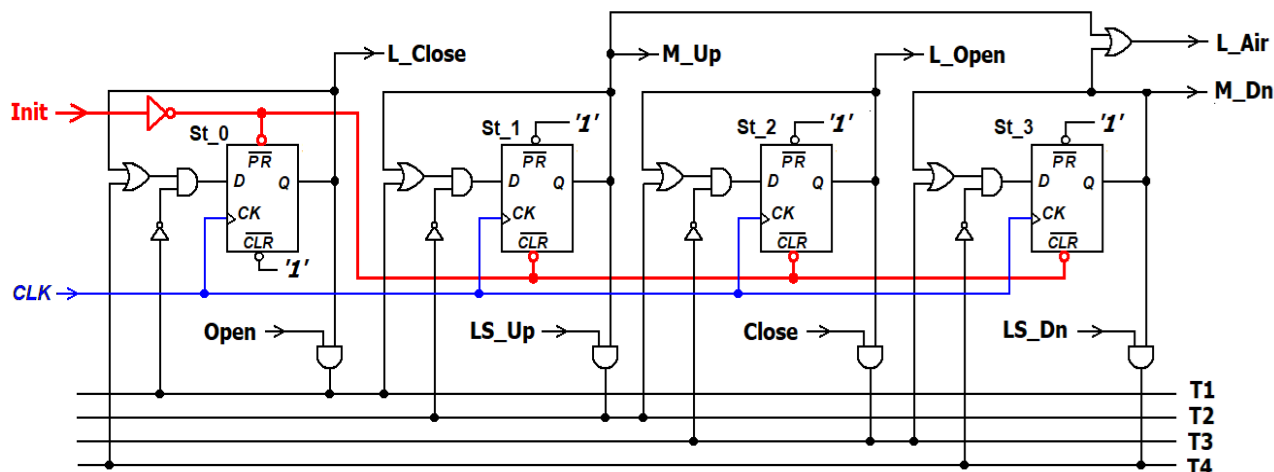 L_Close
M_Up
L_Open
L_Air
M_Dn
Init
St_0
St_1
'1'
St_2
'1'
St_3
'1'
PR
D
Q
CK
CLR
'1'
PR
D
Q
CK
CLR
PR
D
Q
CK
CLR
PR
D
Q
CK
CLR
CLK
Open
LS_Up
Close
LS_Dn
T1
T2
T3
T4